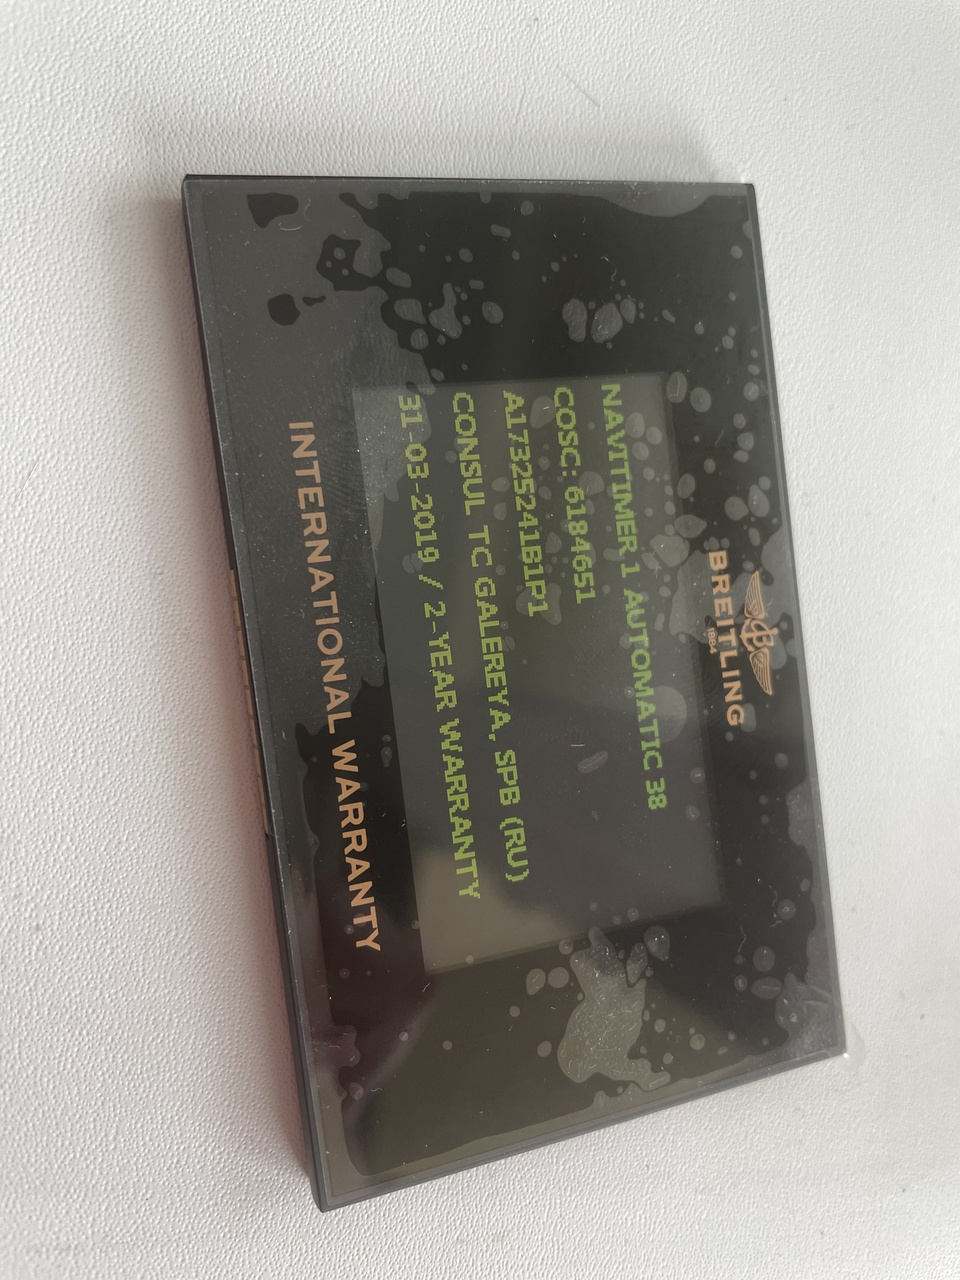 BREITLING
1884
NAVITIMER 1 AUTOMATIC 38
COSC: 6184651
A17325241B1P1
CONSUL TC GALEREYA, SPB (RU)
31-03-2019 / 2-YEAR WARRANTY
INTERNATIONAL WARRANTY